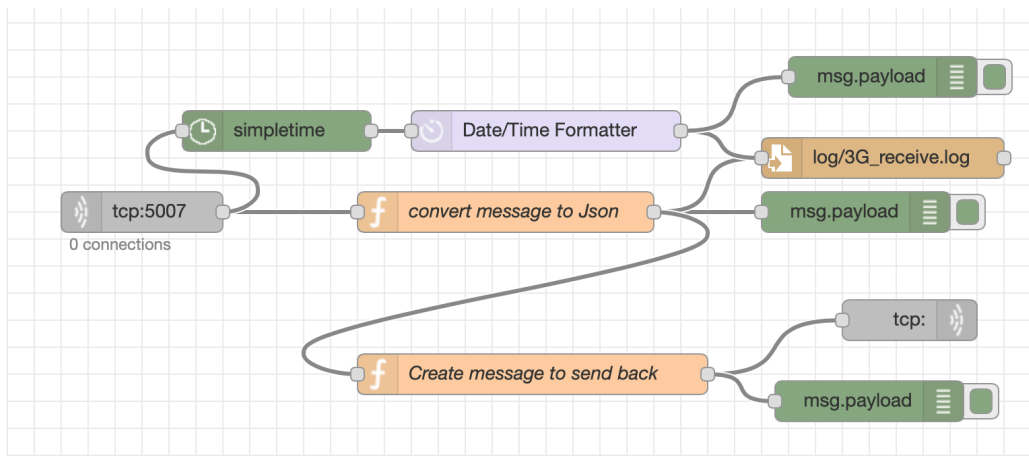 msg.payload
simpletime
Date/Time Formatter
log/3G_receive.log
tcp:5007
convert message to Json
msg.payload
0 connections
tcp:
Create message to send back
msg.payload